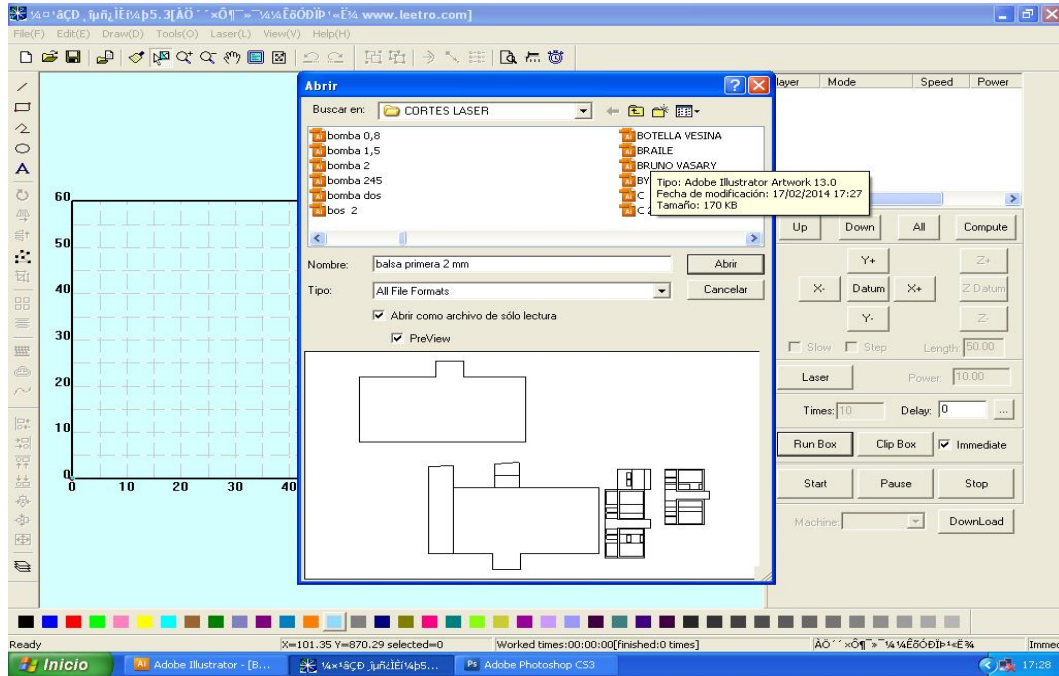 www.leetro.com]
File(F) Edit(E) Draw(D) Tools(O) Laser(L) View(V) Help(H)
Abrir
Buscar en: CORTES LASER
bomba 0,8
bomba 1,5
bomba 2
bomba 245
bomba dos
bos 2
BOTELLA VESINA
BRAILE
BRUNO VASARY
BY
C
C 2
Tipo: Adobe Illustrator Artwork 13.0
Fecha de modificación: 17/02/2014 17:27
Tamaño: 170 KB
Nombre: balsa primera 2 mm Abrir
Tipo: All File Formats Cancelar
Abrir como archivo de sólo lectura
PreView
60
50
40
30
20
10
0
0 10 20 30 40
layer Mode Speed Power
Up Down All Compute
Y+ Z+
X- Datum X+ Z Datum
Y- Z-
Slow Step Length: 50.00
Laser Power: 10.00
Times: 10 Delay: 0 ...
Run Box Clip Box Immediate
Start Pause Stop
Machine: DownLoad
Ready X=101.35 Y=870.29 selected=0 Worked times:00:00:00[finished:0 times] Immed
Inicio Adobe Illustrator - [B... Adobe Photoshop CS3 17:28